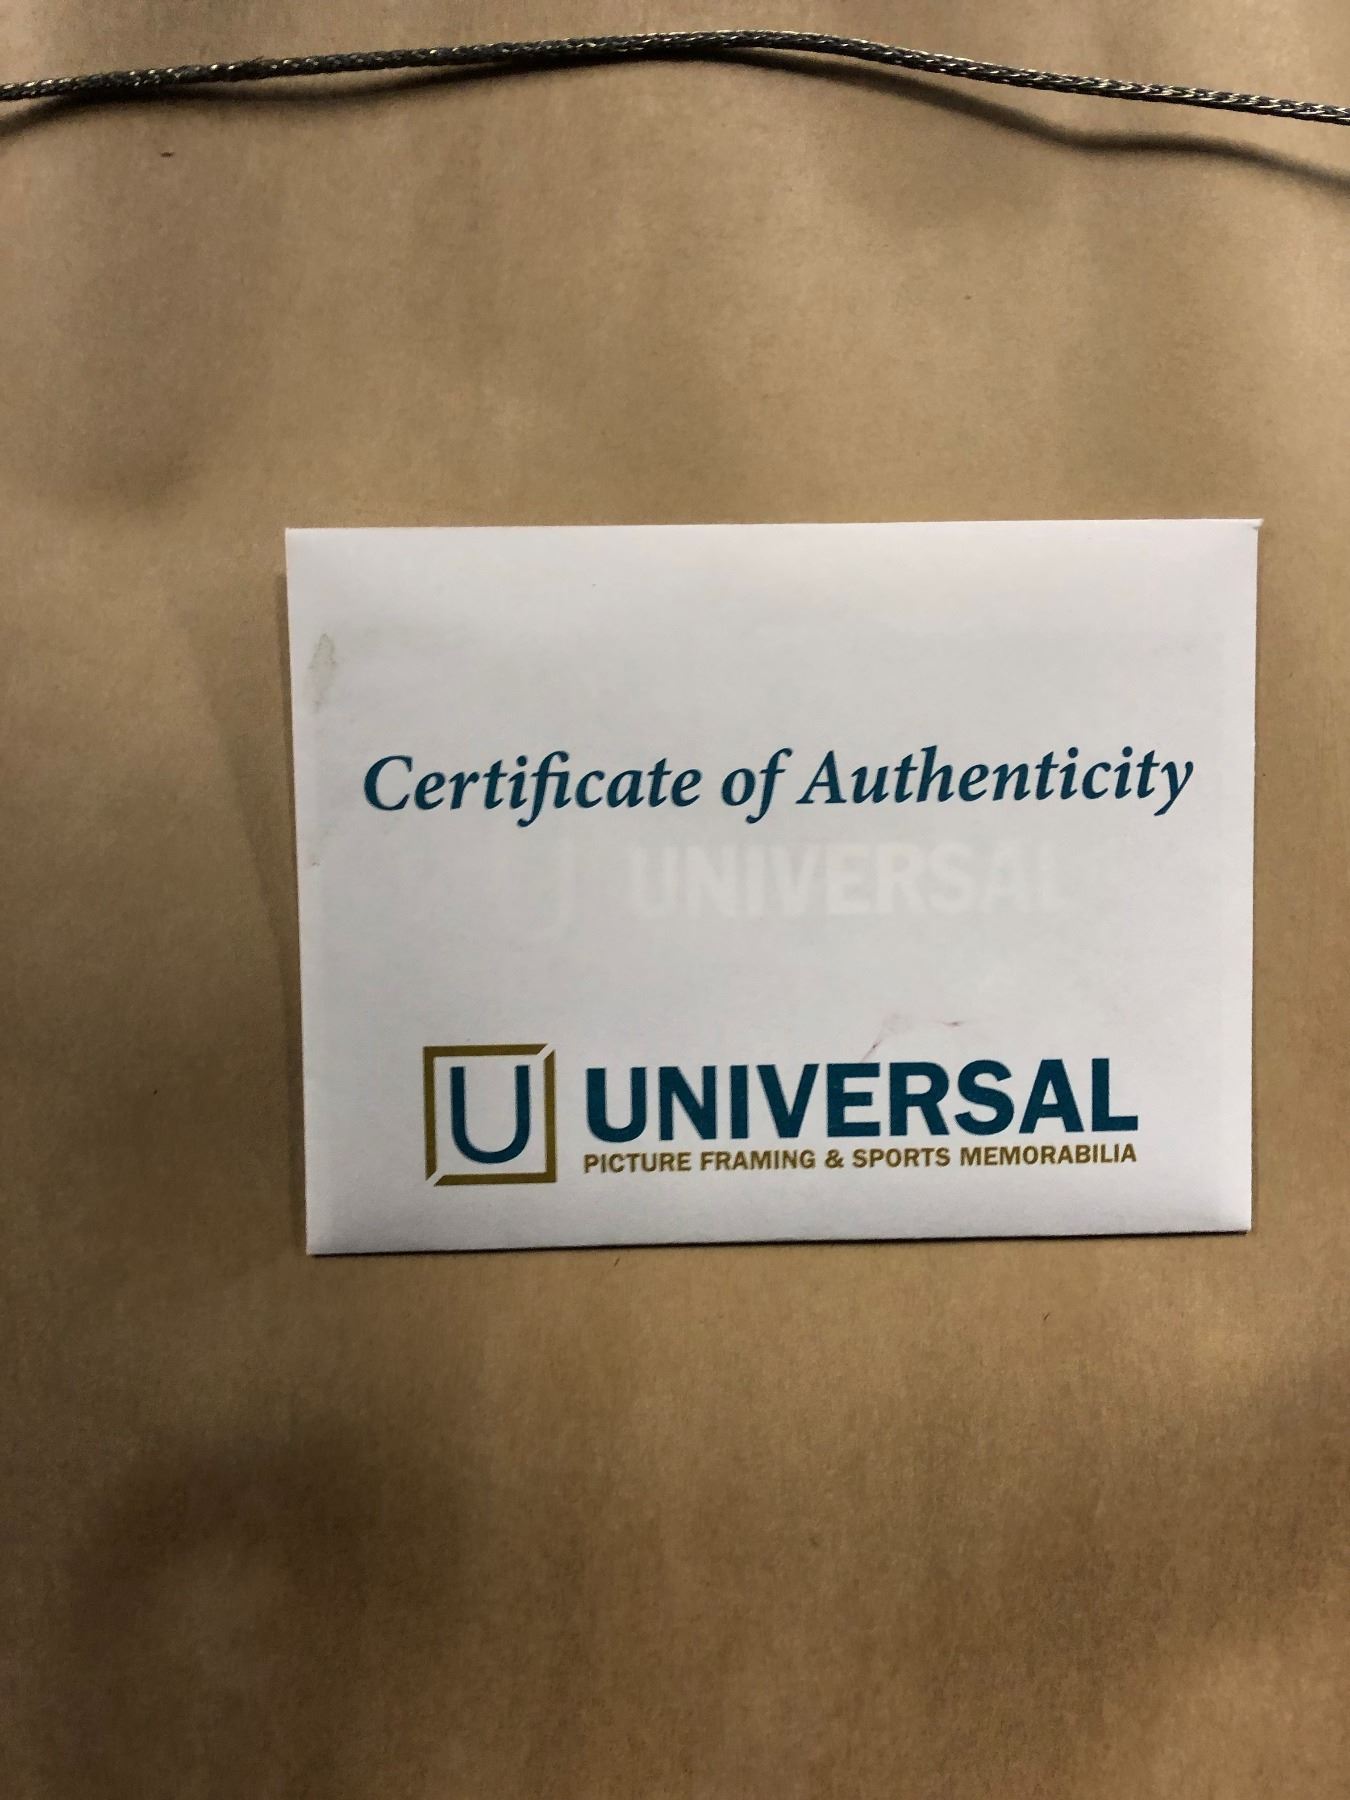 Certificate of Authenticity
UNIVERSAL
U UNIVERSAL
PICTURE FRAMING & SPORTS MEMORABILIA